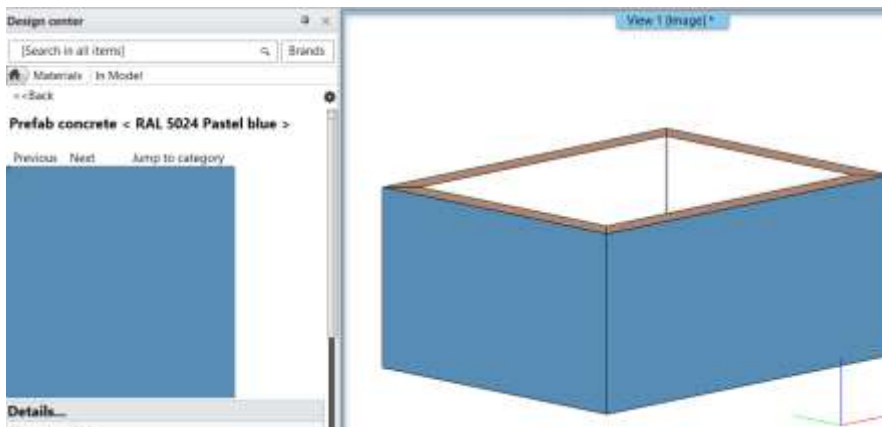 Design center
[Search in all items]
Brands
Materials In Model
<<Back
Prefab concrete < RAL 5024 Pastel blue >
Previous Next Jump to category
Details...
View 1 (Image) *